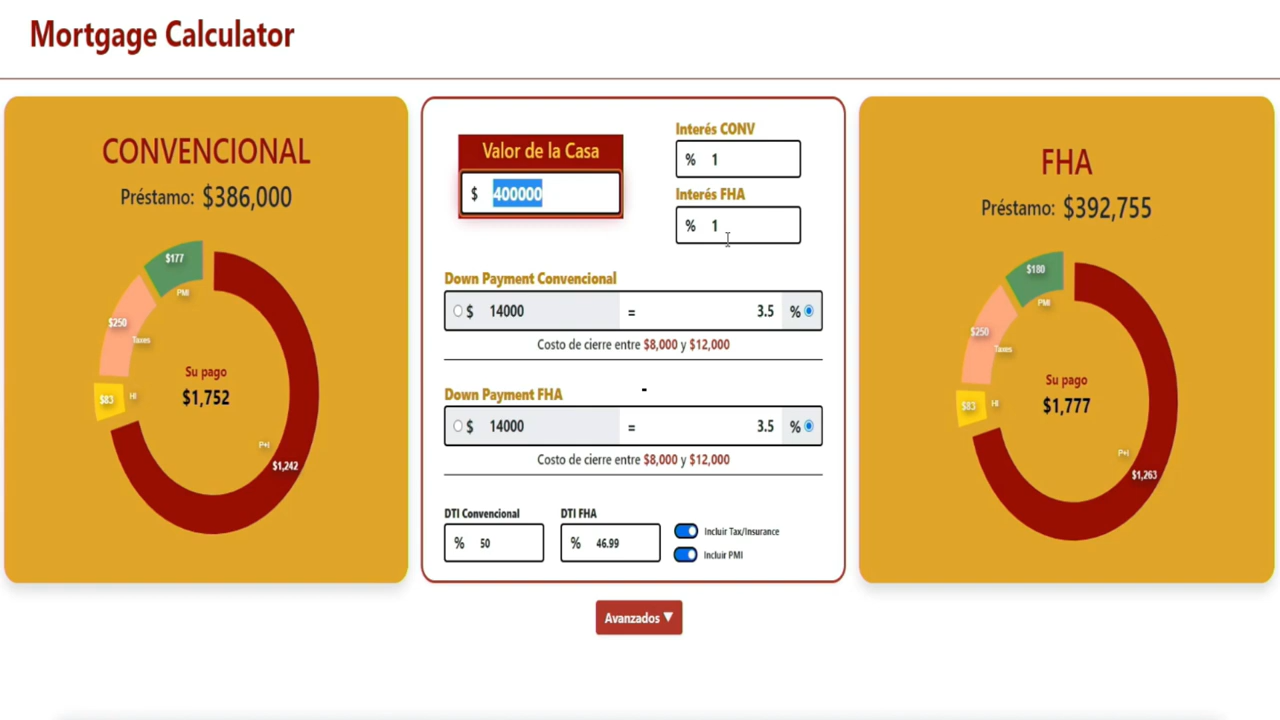 Mortgage Calculator
CONVENCIONAL
Préstamo: $386,000
$177
PMI
$250
Taxes
$83
HI
Su pago
$1,752
P+I
$1,242
Valor de la Casa
$ 400000
Interés CONV
% 1
Interés FHA
% 1
Down Payment Convencional
$ 14000 = 3.5 %
Costo de cierre entre $8,000 y $12,000
-
Down Payment FHA
$ 14000 = 3.5 %
Costo de cierre entre $8,000 y $12,000
DTI Convencional
% 50
DTI FHA
% 46.99
Incluir Tax/Insurance
Incluir PMI
Avanzados ▼
FHA
Préstamo: $392,755
$180
PMI
$250
Taxes
$83
HI
Su pago
$1,777
P+I
$1,263